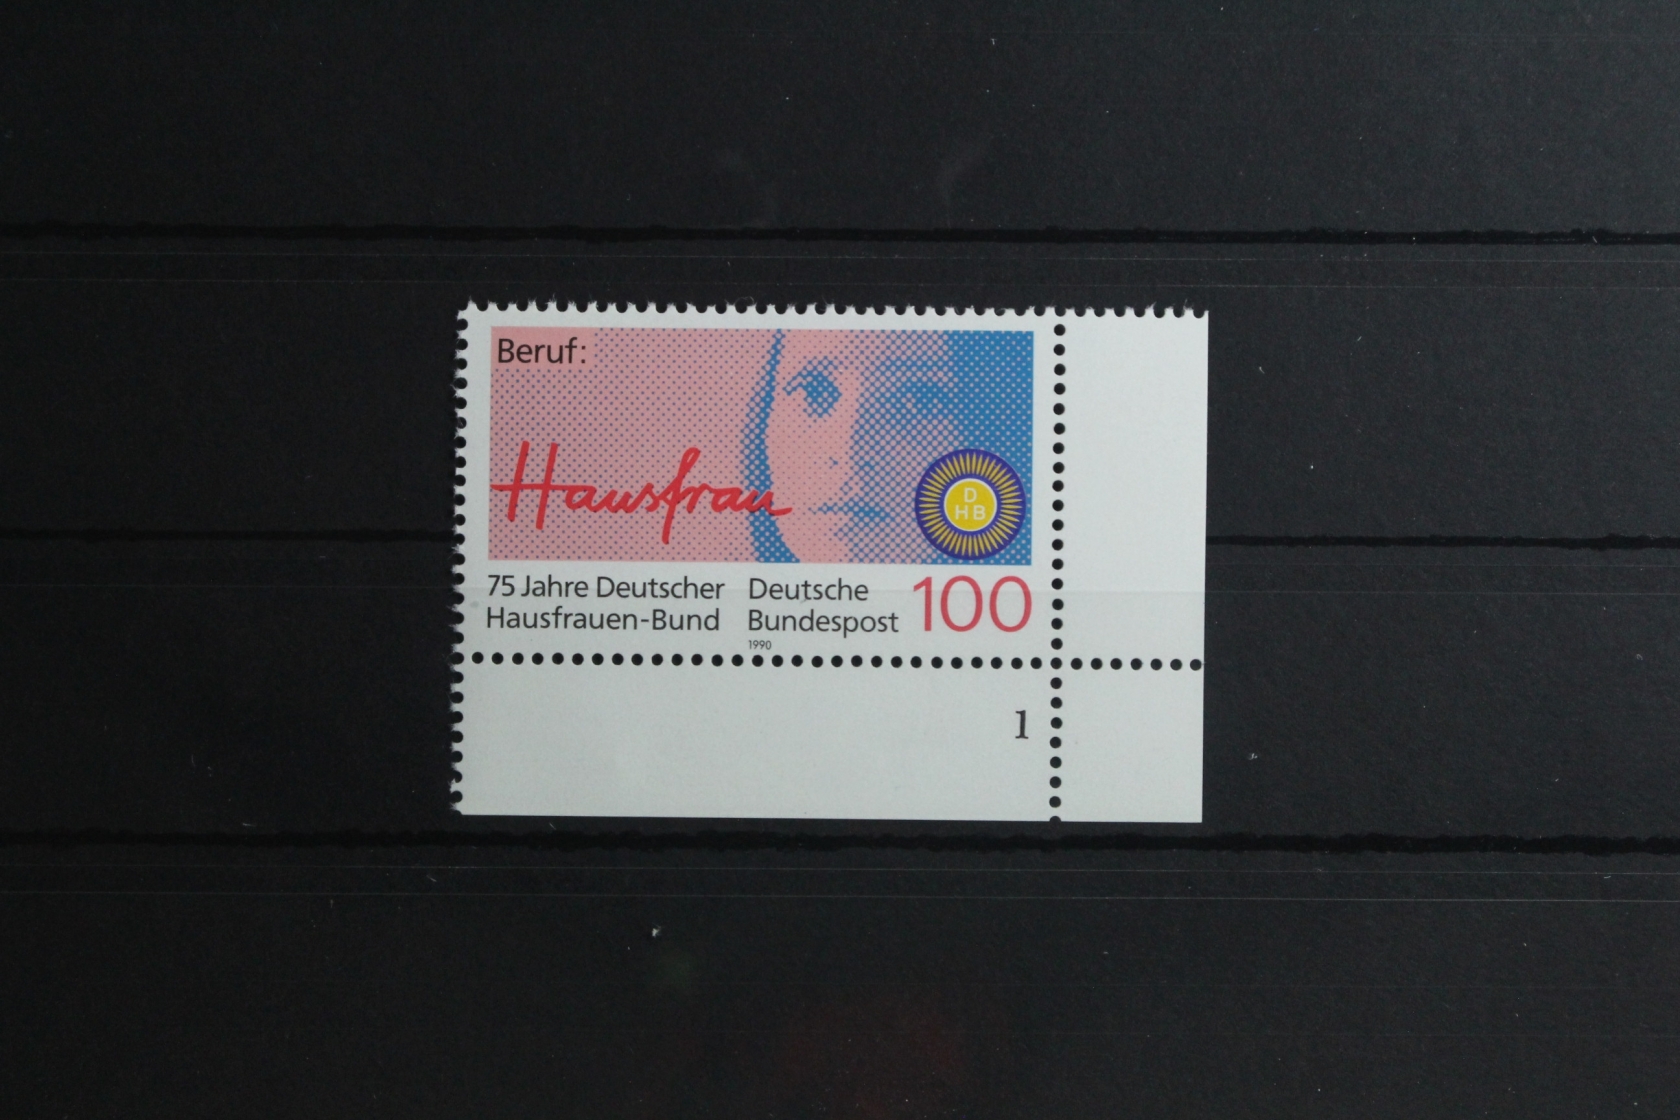 Beruf:
Hausfrau
D
HB
75 Jahre Deutscher
Hausfrauen-Bund
Deutsche
Bundespost
1990
100
1